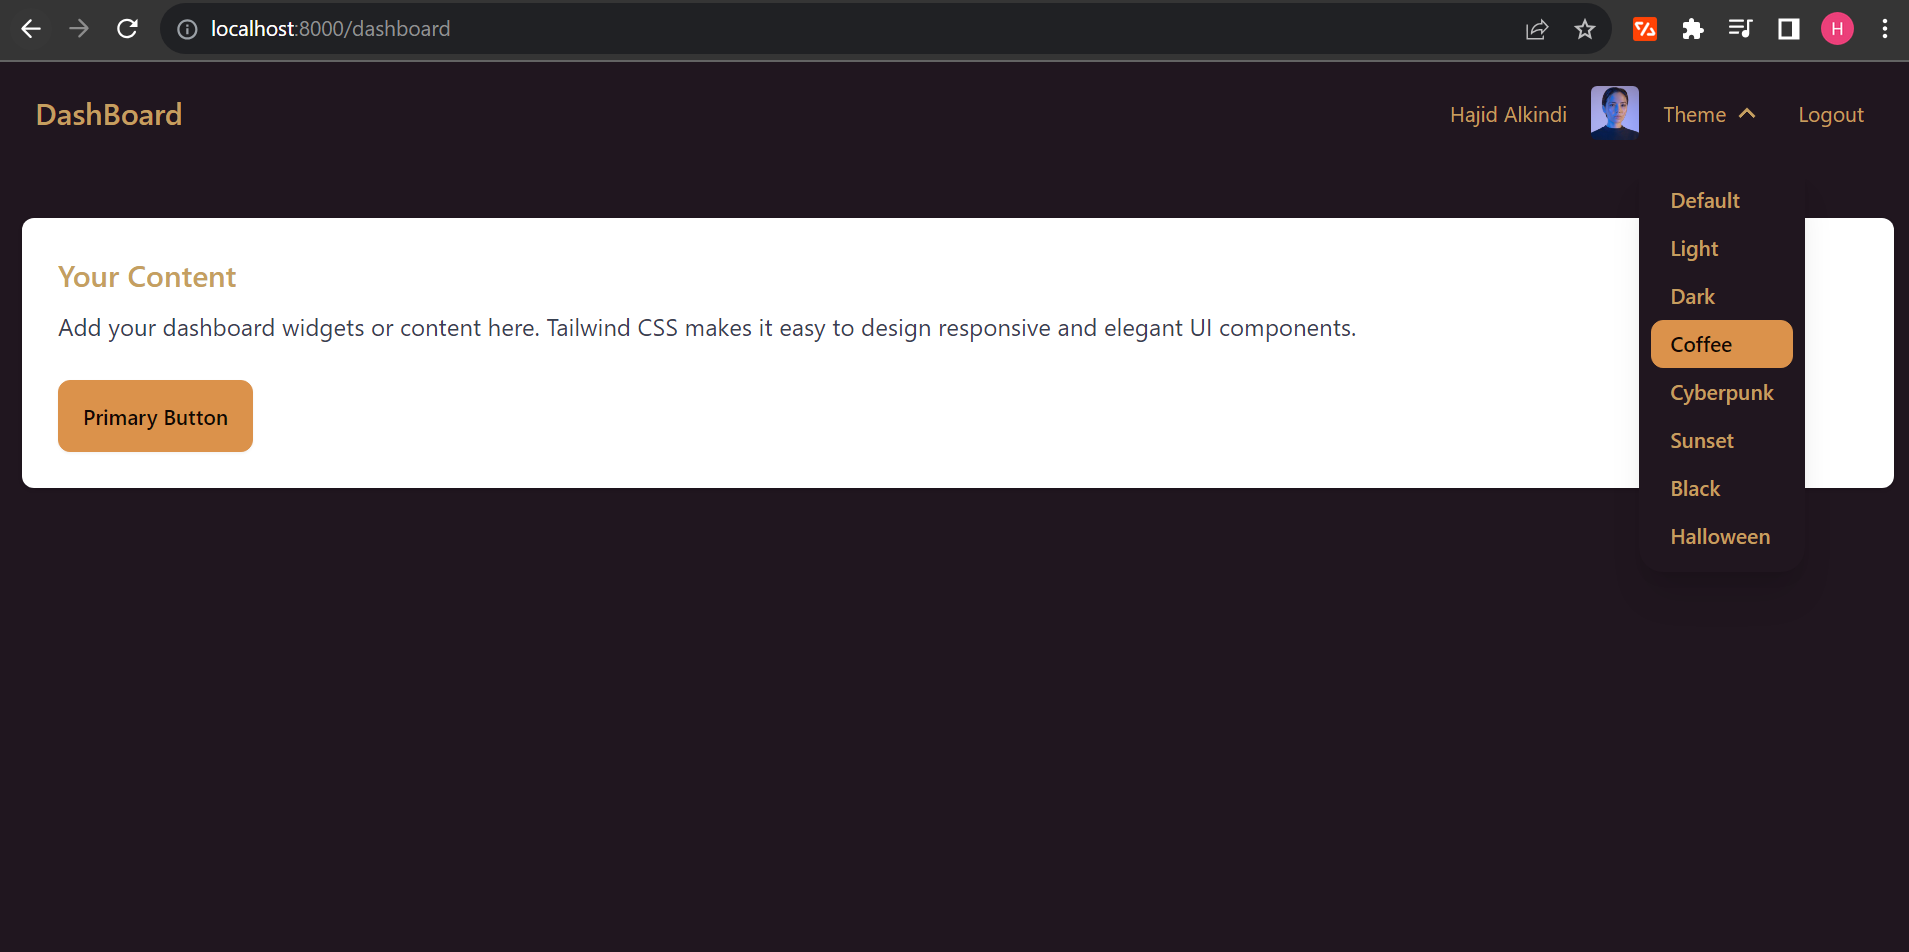 localhost:8000/dashboard
H
DashBoard
Hajid Alkindi
Theme
Logout
Default
Light
Dark
Coffee
Cyberpunk
Sunset
Black
Halloween
Your Content
Add your dashboard widgets or content here. Tailwind CSS makes it easy to design responsive and elegant UI components.
Primary Button